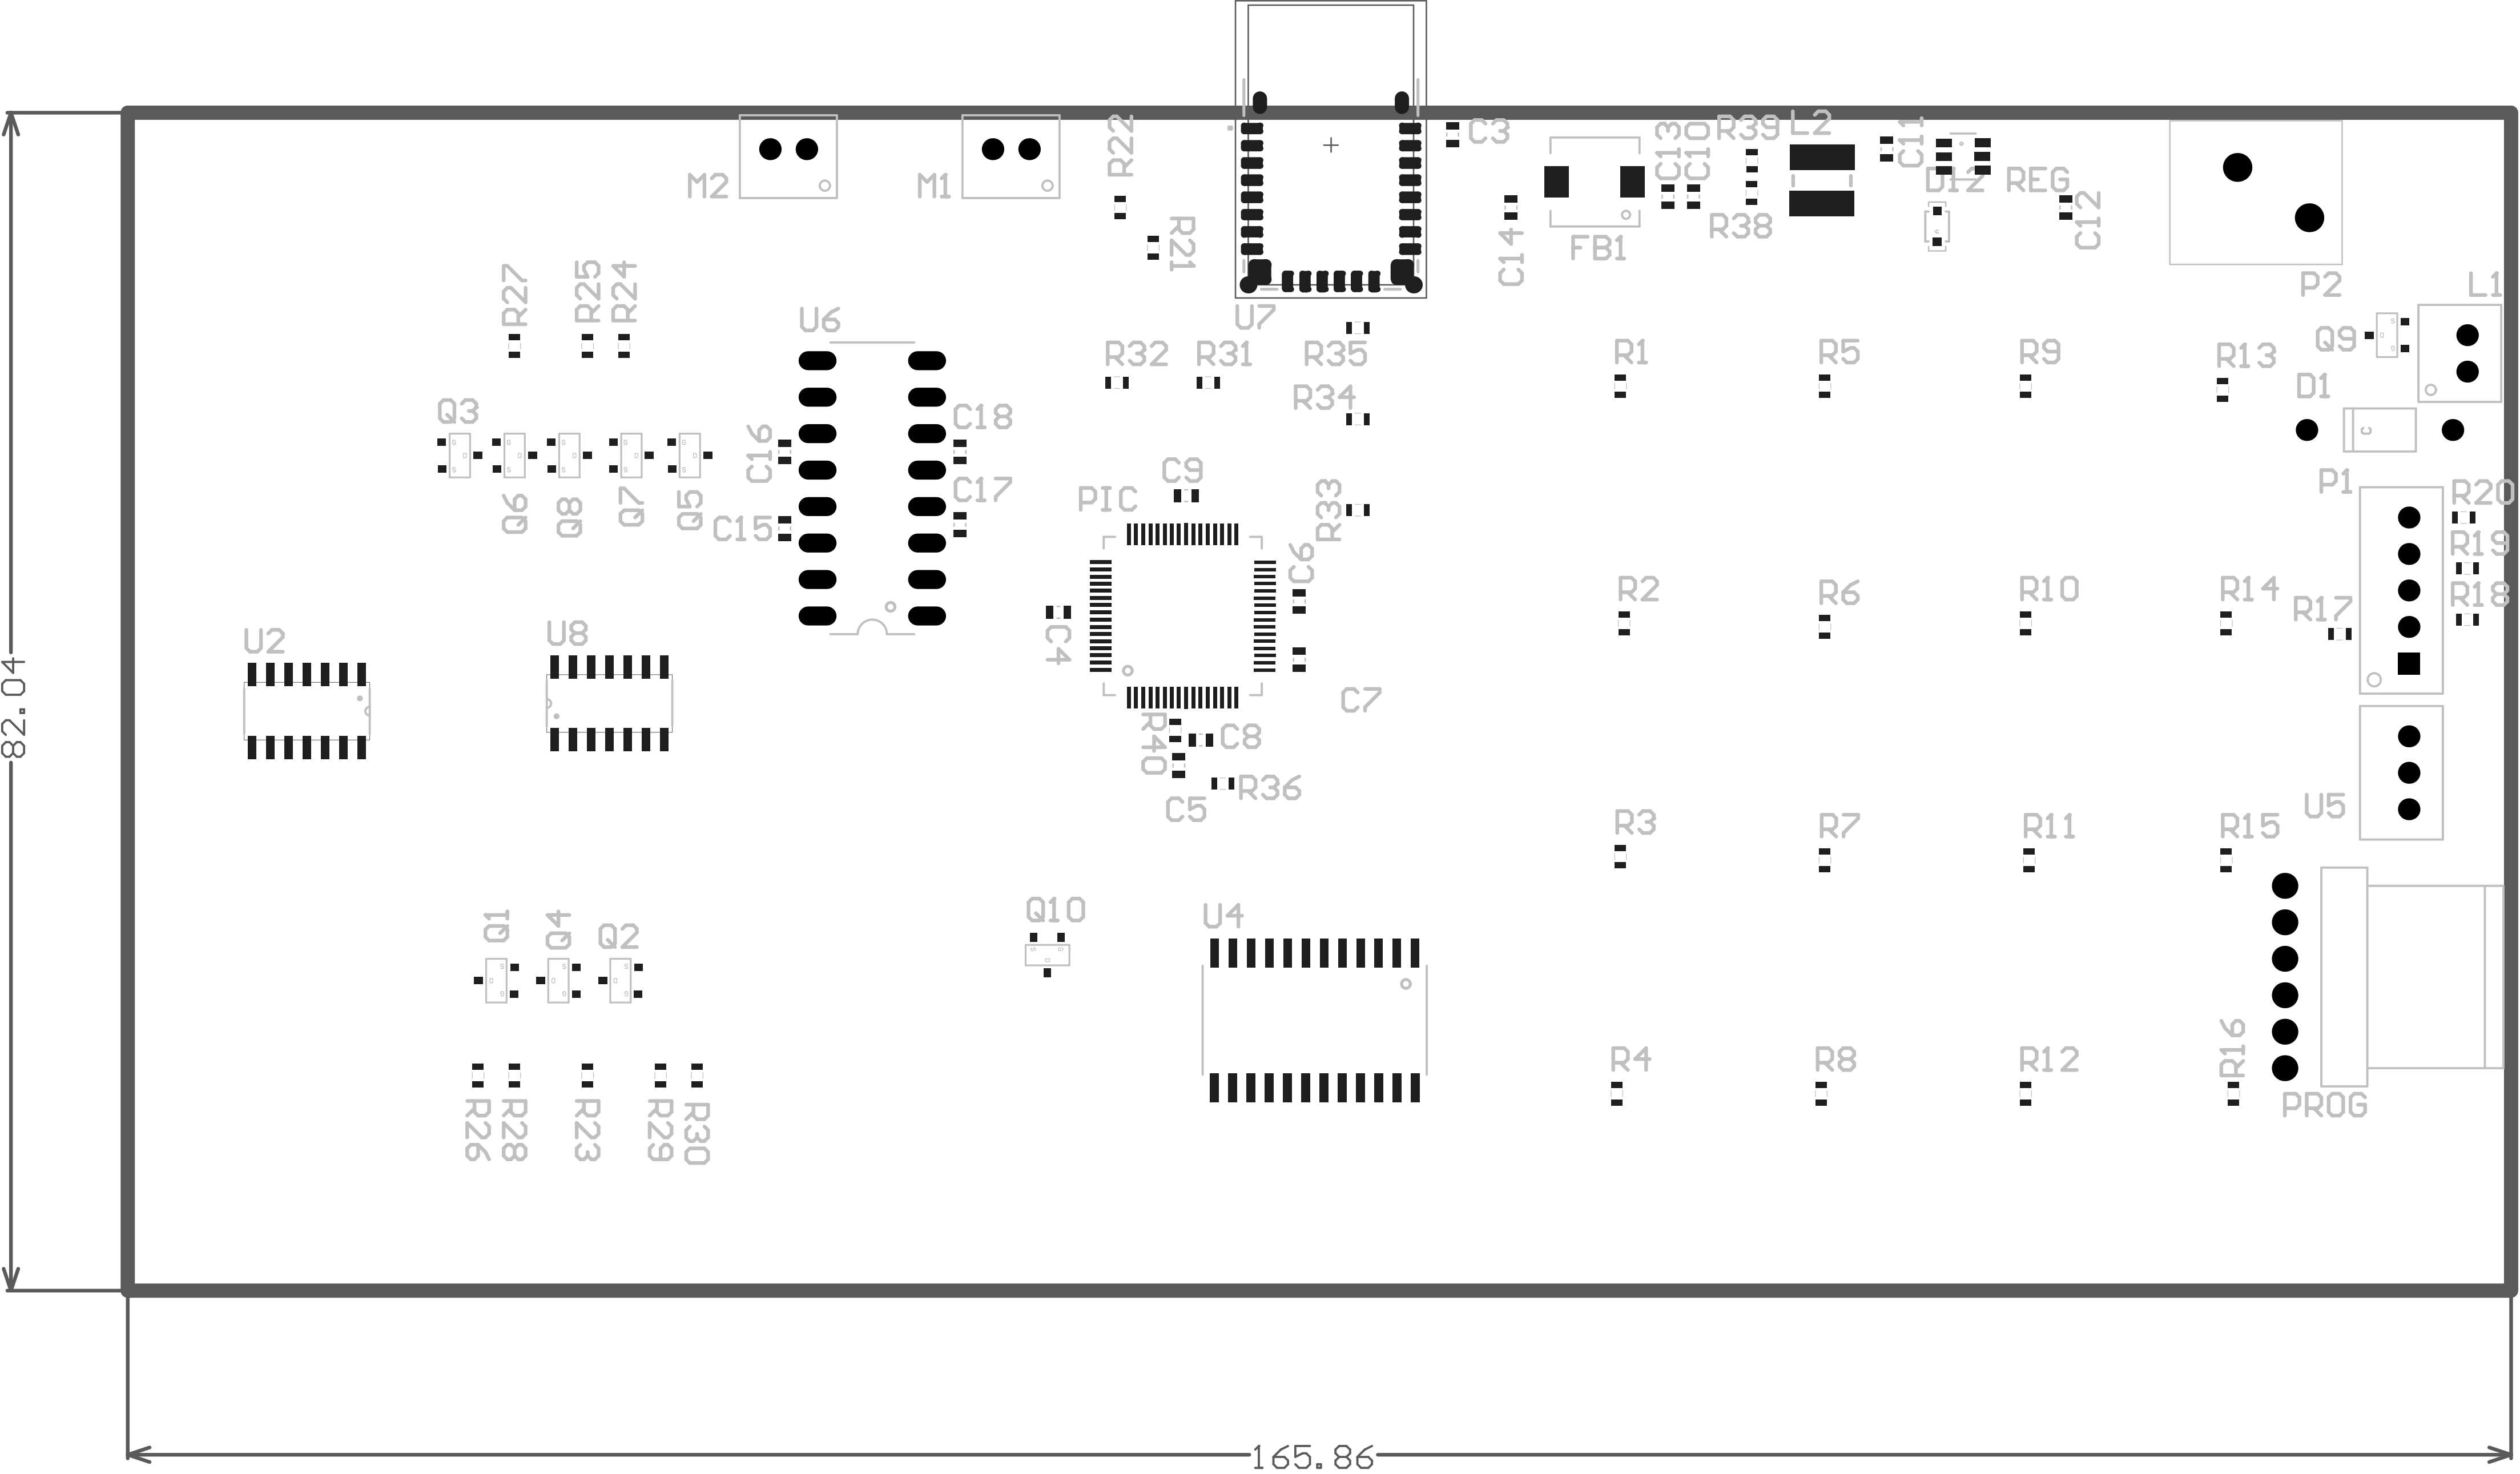 R22
C3
C13
C10
R39
L2
C11
M2
M1
D12
REG
R21
C14
FB1
R38
C12
R27
R25
R24
U6
U7
P2
L1
R32
R31
R35
R1
R5
R9
R13
Q9
Q3
R34
D1
C16
C18
C9
P1
Q6
Q8
Q7
Q5
C15
C17
PIC
R33
R20
C6
R19
U2
U8
C4
R2
R6
R10
R14
R17
R18
82.04
C7
R40
C8
C5
R36
R3
R7
R11
R15
U5
Q1
Q4
Q2
Q10
U4
R26
R28
R23
R29
R30
R4
R8
R12
R16
PROG
165.86